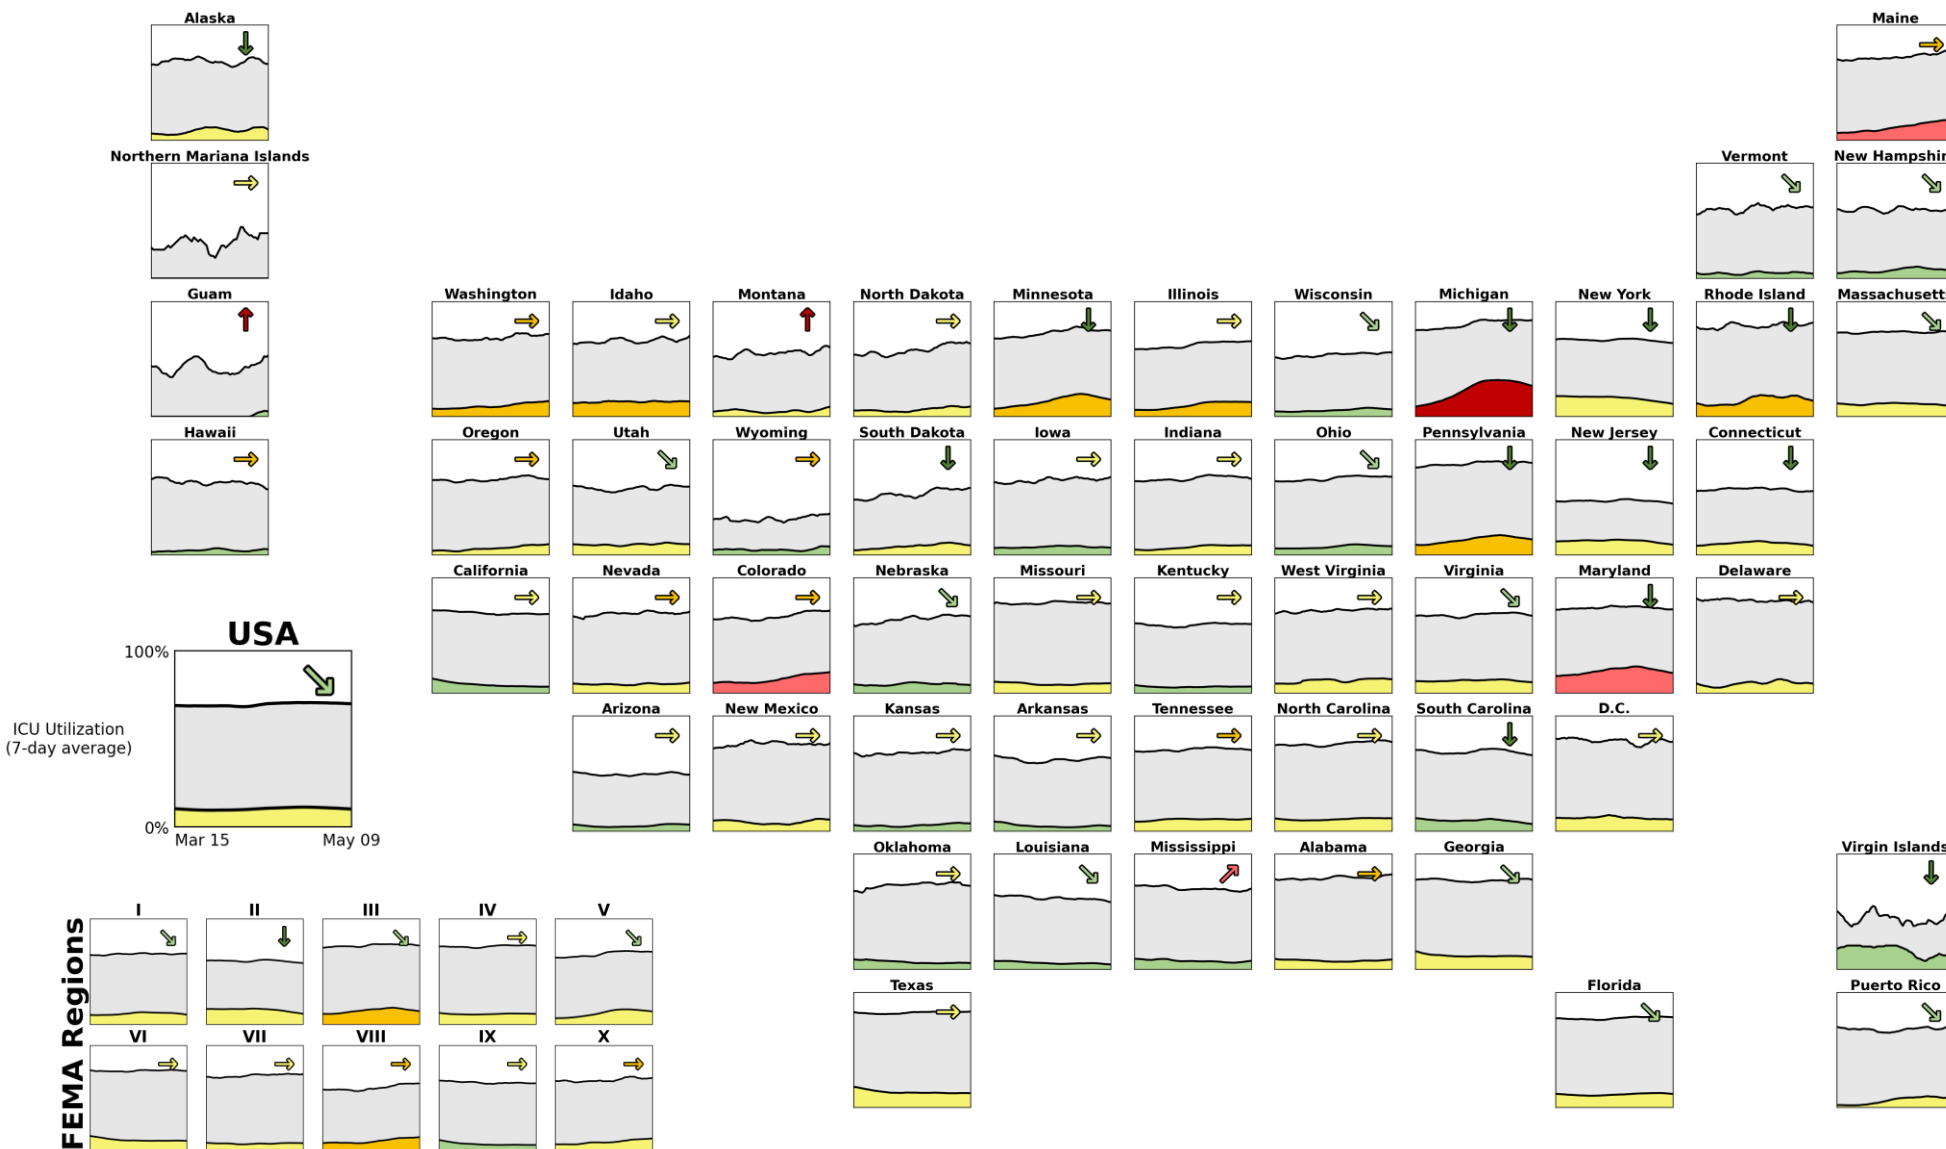 Alaska
Maine
Northern Mariana Islands
Vermont
New Hampshir
Guam
Washington
Idaho
Montana
North Dakota
Minnesota
Illinois
Wisconsin
Michigan
New York
Rhode Island
Massachusett
Hawaii
Oregon
Utah
Wyoming
South Dakota
Iowa
Indiana
Ohio
Pennsylvania
New Jersey
Connecticut
California
Nevada
Colorado
Nebraska
Missouri
Kentucky
West Virginia
Virginia
Maryland
Delaware
USA
100%
ICU Utilization
(7-day average)
0%
Mar 15
May 09
Arizona
New Mexico
Kansas
Arkansas
Tennessee
North Carolina
South Carolina
D.C.
Oklahoma
Louisiana
Mississippi
Alabama
Georgia
Virgin Islands
FEMA Regions
I
II
III
IV
V
VI
VII
VIII
IX
X
Texas
Florida
Puerto Rico